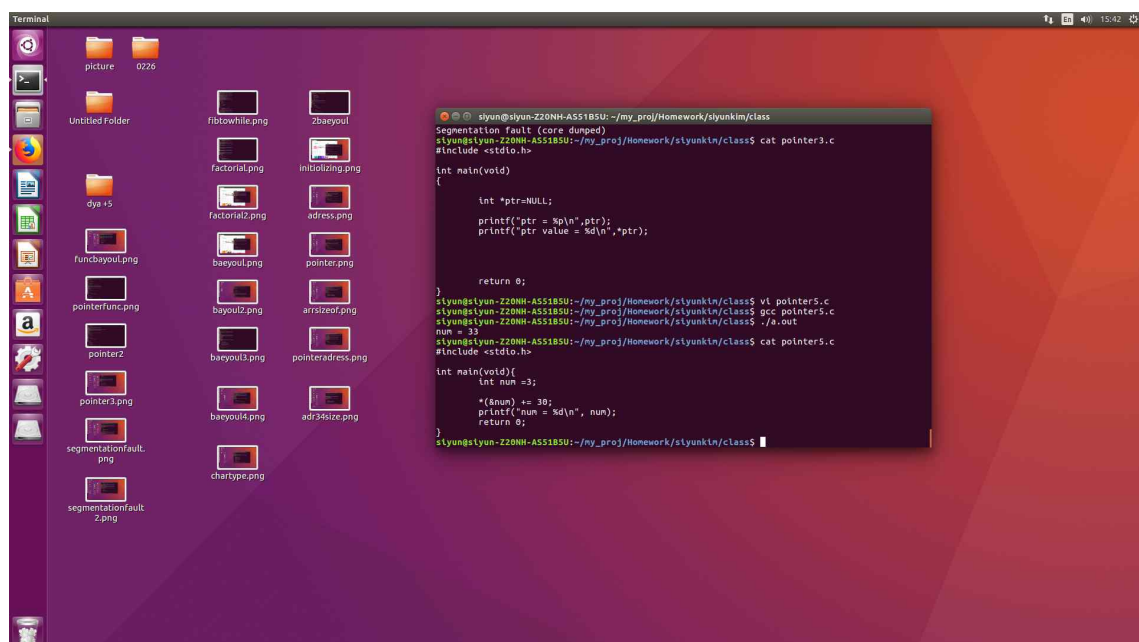 Terminal
En
15:42
picture
0226
Untitled Folder
fibtowhile.png
2baeyoul
factorial.png
initiolizing.png
dya +5
factorial2.png
adress.png
funcbayoul.png
baeyoul.png
pointer.png
pointerfunc.png
bayoul2.png
arrsizeof.png
pointer2
baeyoul3.png
pointeradress.png
pointer3.png
baeyoul4.png
adr34size.png
segmentationfault.
png
chartype.png
segmentationfault
2.png
siyun@siyun-Z20NH-AS51B5U: ~/my_proj/Homework/siyunkim/class
Segmentation fault (core dumped)
siyun@siyun-Z20NH-AS51B5U:~/my_proj/Homework/siyunkim/class$ cat pointer3.c
#include <stdio.h>
int main(void)
{
int *ptr=NULL;
printf("ptr = %p\n",ptr);
printf("ptr value = %d\n",*ptr);
return 0;
}
siyun@siyun-Z20NH-AS51B5U:~/my_proj/Homework/siyunkim/class$ vi pointer5.c
siyun@siyun-Z20NH-AS51B5U:~/my_proj/Homework/siyunkim/class$ gcc pointer5.c
siyun@siyun-Z20NH-AS51B5U:~/my_proj/Homework/siyunkim/class$ ./a.out
num = 33
siyun@siyun-Z20NH-AS51B5U:~/my_proj/Homework/siyunkim/class$ cat pointer5.c
#include <stdio.h>
int main(void){
int num =3;
*(&num) += 30;
printf("num = %d\n", num);
return 0;
}
siyun@siyun-Z20NH-AS51B5U:~/my_proj/Homework/siyunkim/class$